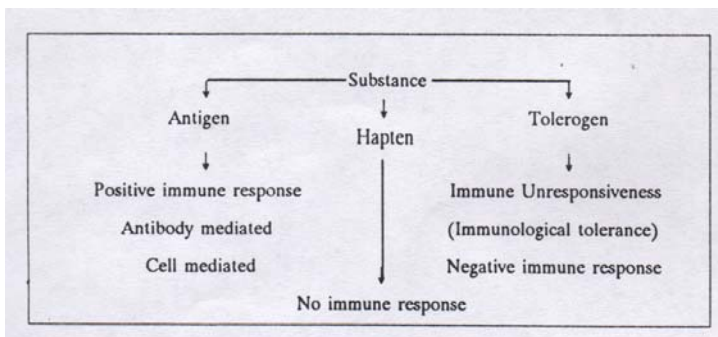 Substance
Antigen
Hapten
Tolerogen
Positive immune response
Antibody mediated
Cell mediated
Immune Unresponsiveness
(Immunological tolerance)
Negative immune response
No immune response